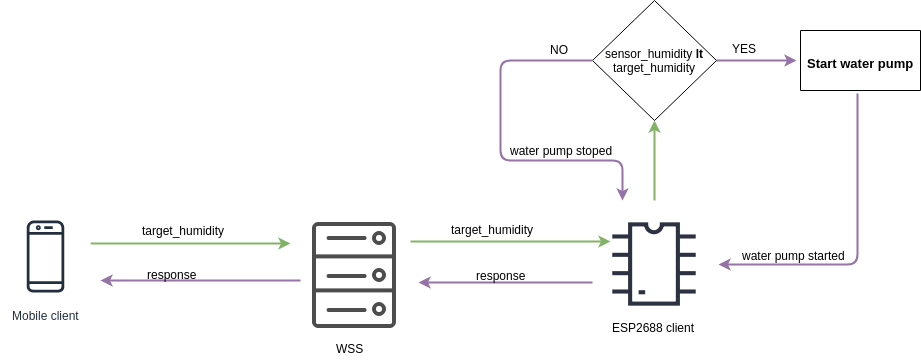 NO
sensor_humidity lt
target_humidity
YES
Start water pump
water pump stoped
target_humidity
target_humidity
response
response
water pump started
Mobile client
WSS
ESP2688 client